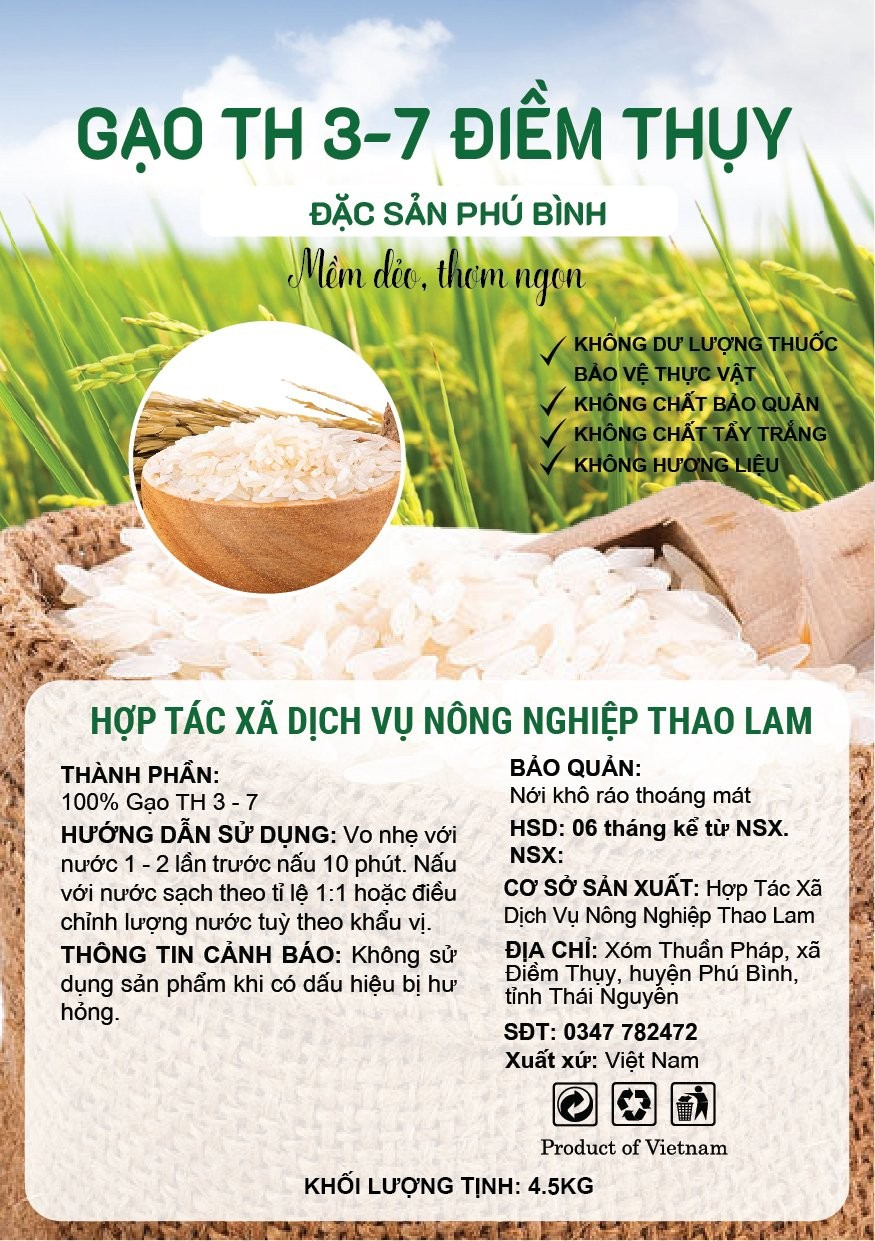 GẠO TH 3-7 ĐIỀM THỤY
ĐẶC SẢN PHÚ BÌNH
Mềm dẻo, thơm ngon
KHÔNG DƯ LƯỢNG THUỐC
BẢO VỆ THỰC VẬT
KHÔNG CHẤT BẢO QUẢN
KHÔNG CHẤT TẨY TRẮNG
KHÔNG HƯƠNG LIỆU
HỢP TÁC XÃ DỊCH VỤ NÔNG NGHIỆP THAO LAM
THÀNH PHẦN:
100% Gạo TH 3 - 7
HƯỚNG DẪN SỬ DỤNG: Vo nhẹ với
nước 1 - 2 lần trước nấu 10 phút. Nấu
với nước sạch theo tỉ lệ 1:1 hoặc điều
chỉnh lượng nước tuỳ theo khẩu vị.
THÔNG TIN CẢNH BÁO: Không sử
dụng sản phẩm khi có dấu hiệu bị hư
hỏng.
BẢO QUẢN:
Nới khô ráo thoáng mát
HSD: 06 tháng kể từ NSX.
NSX:
CƠ SỞ SẢN XUẤT: Hợp Tác Xã
Dịch Vụ Nông Nghiệp Thao Lam
ĐỊA CHỈ: Xóm Thuần Pháp, xã
Điềm Thụy, huyện Phú Bình,
tỉnh Thái Nguyên
SĐT: 0347 782472
Xuất xứ: Việt Nam
Product of Vietnam
KHỐI LƯỢNG TỊNH: 4.5KG